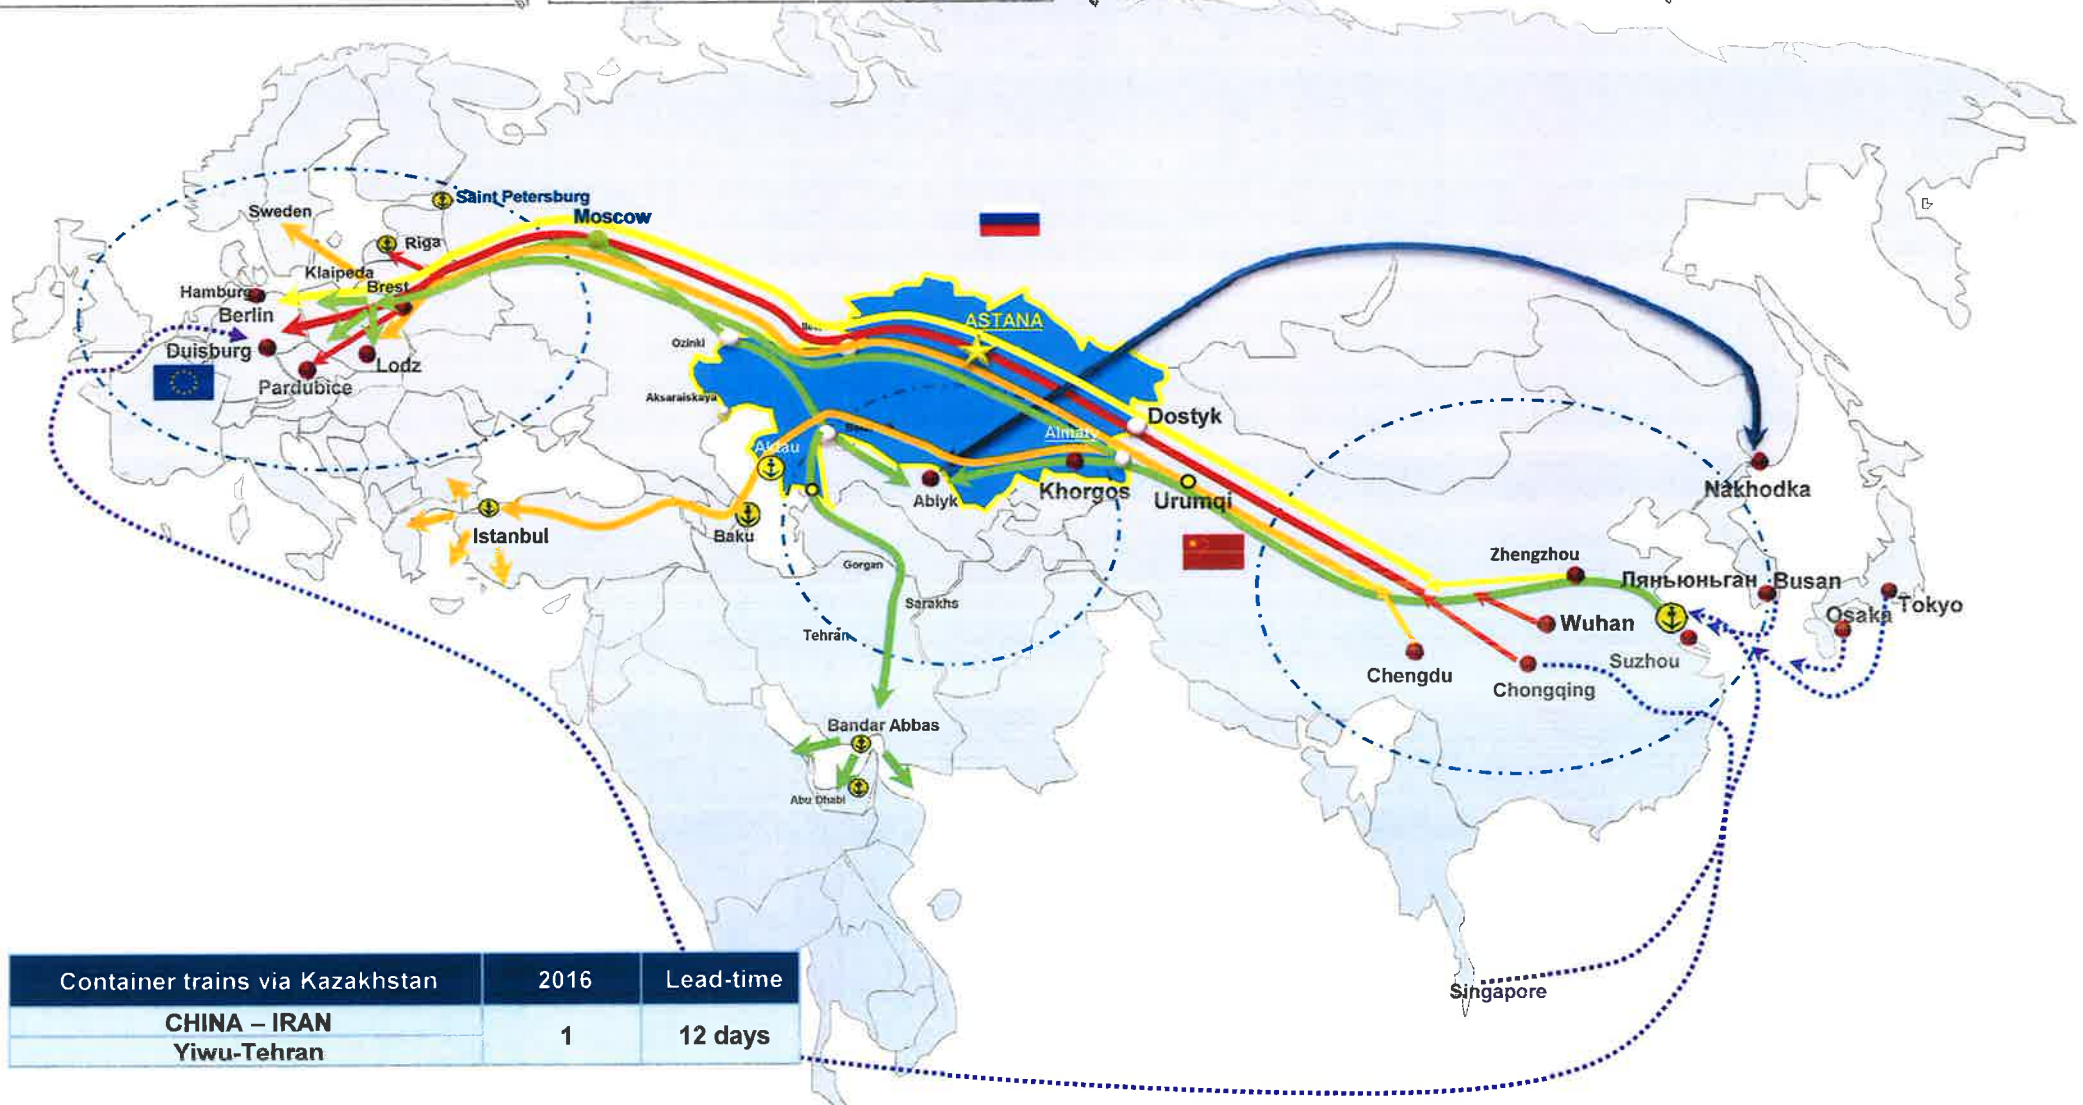 Saint Petersburg
Sweden
Moscow
Riga
Klaipeda
Brest
Hamburg
Berlin
Duisburg
Lodz
Pardubice
Ozinki
Aksaraiskaya
ASTANA
Dostyk
Almaty
Aktau
Khorgos
Urumqi
Ablyk
Nakhodka
Istanbul
Baku
Gorgan
Sarakhs
Tehran
Zhengzhou
Ляньюньган
Busan
Osaka
Tokyo
Wuhan
Suzhou
Chengdu
Chongqing
Bandar Abbas
Abu Dhabi
Singapore
Container trains via Kazakhstan 2016 Lead-time
CHINA – IRAN
Yiwu-Tehran 1 12 days